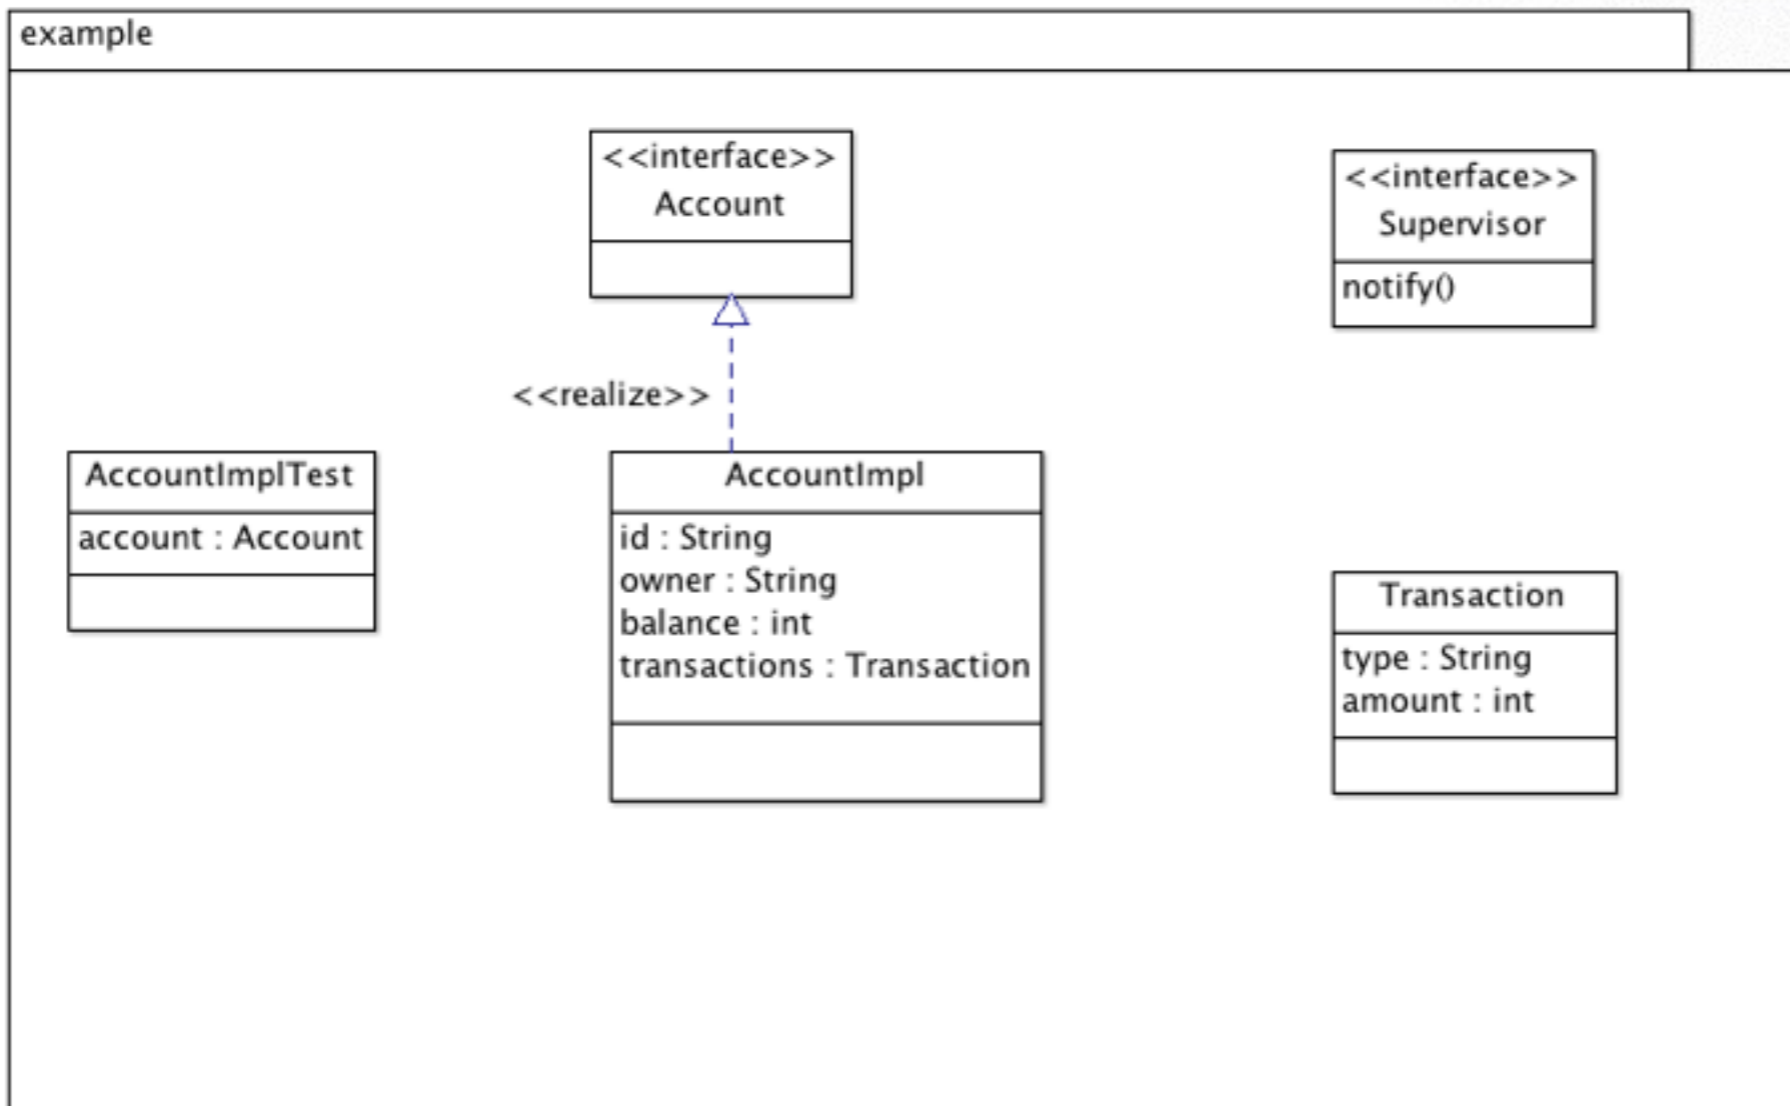 example
<<interface>>
Account
<<interface>>
Supervisor
notify()
<<realize>>
AccountImplTest
account : Account
AccountImpl
id : String
owner : String
balance : int
transactions : Transaction
Transaction
type : String
amount : int